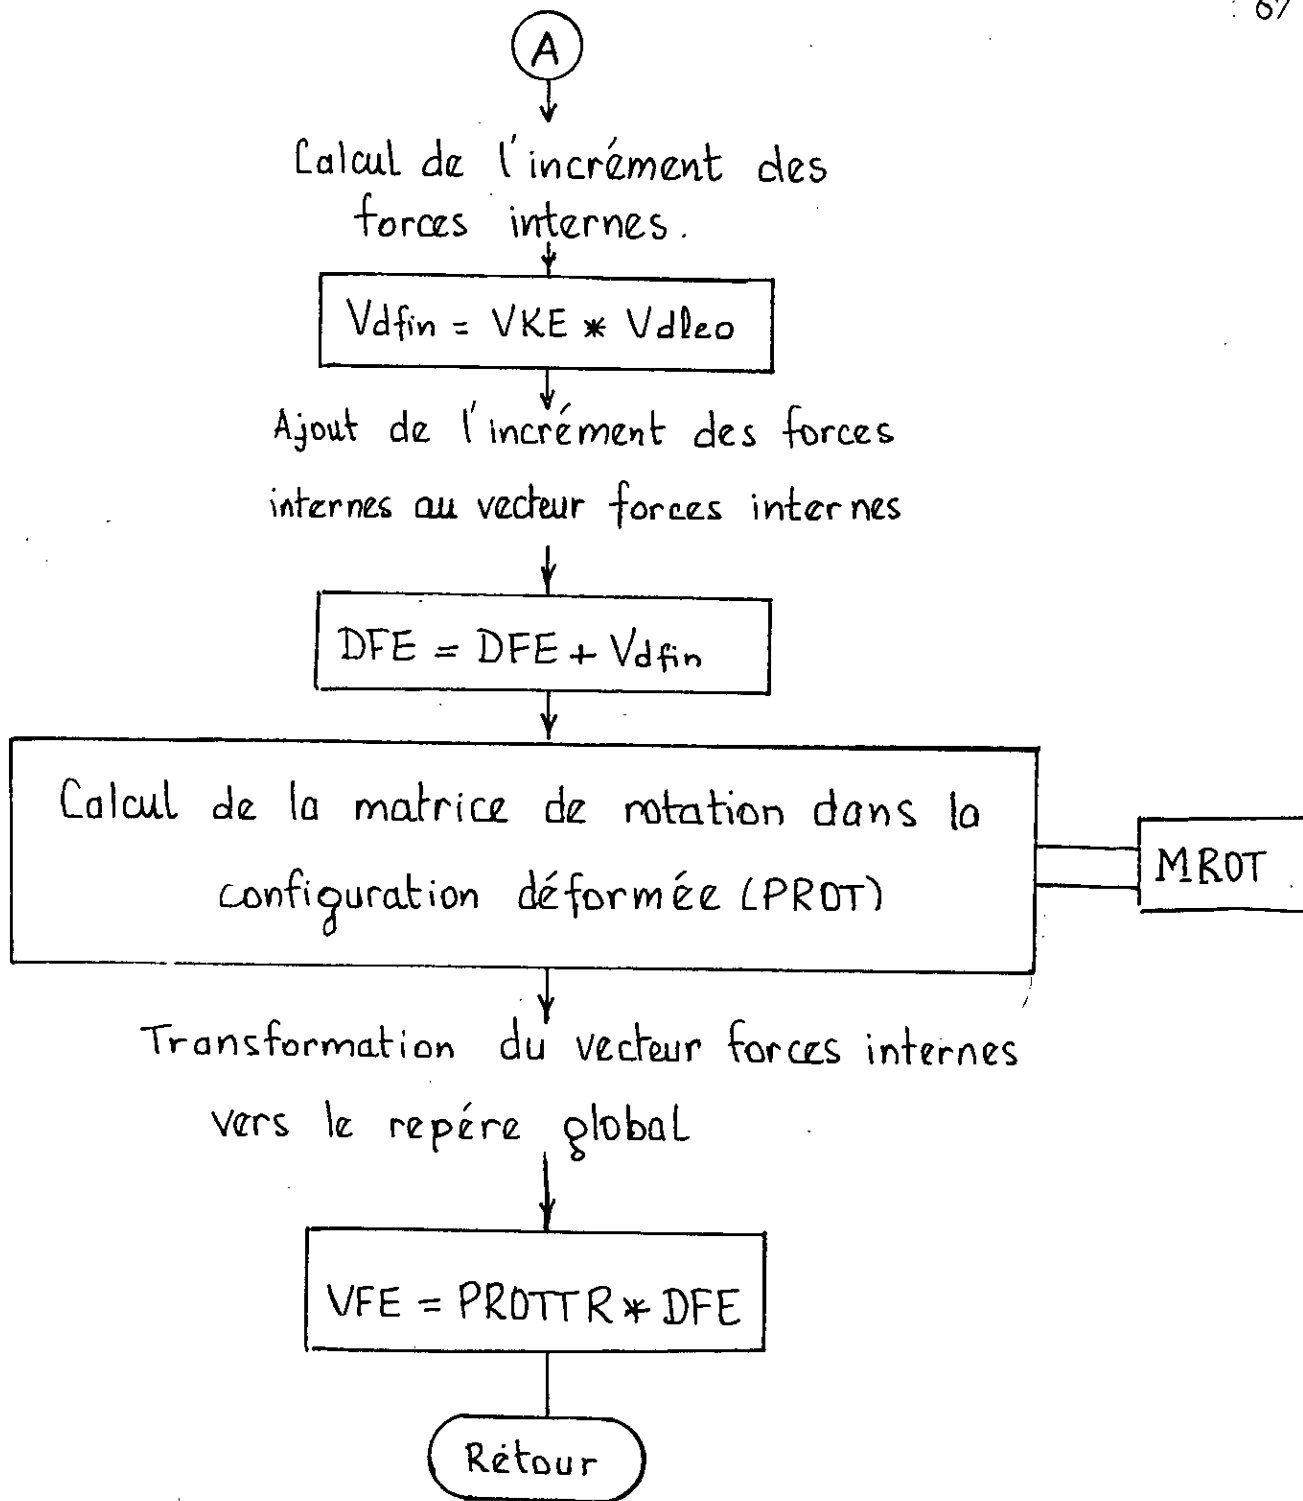 67
A
Calcul de l'incrément des
forces internes.
Vdfin = VKE * Vdleo
Ajout de l'incrément des forces
internes au vecteur forces internes
DFE = DFE + Vdfin
Calcul de la matrice de rotation dans la
configuration déformée (PROT)
MROT
Transformation du vecteur forces internes
vers le repére global
VFE = PROTTR * DFE
Rétour